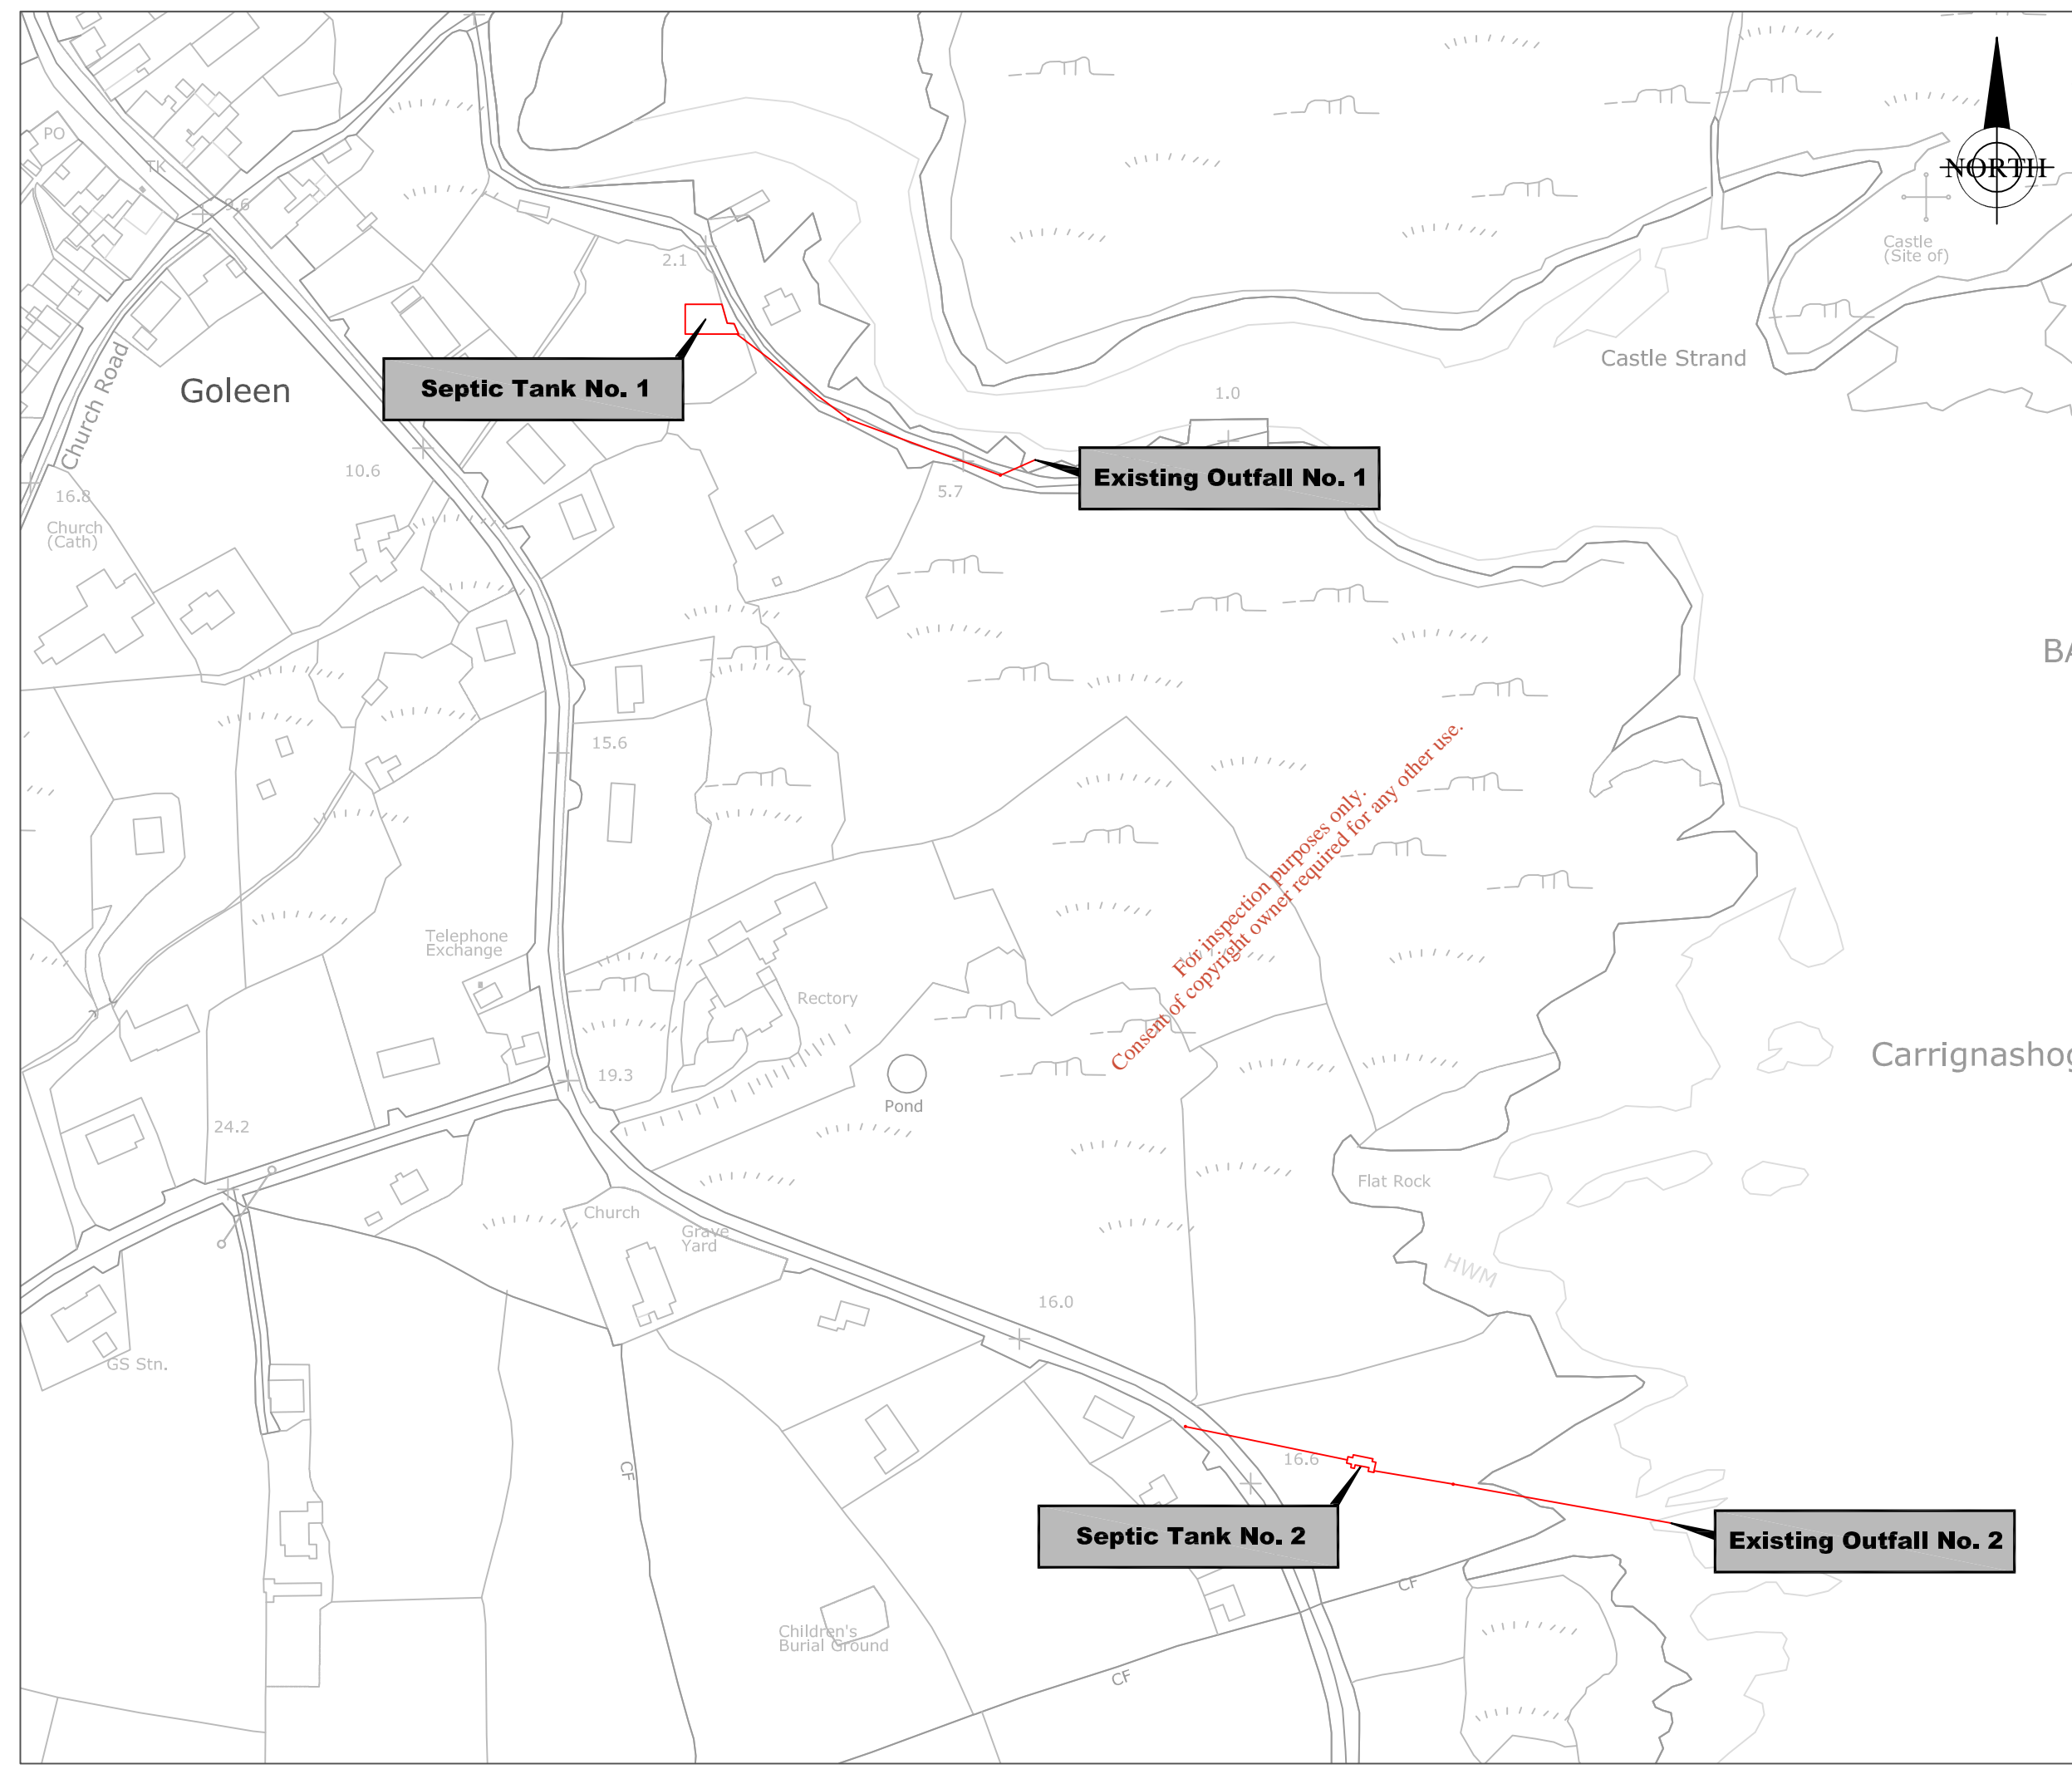 PO
TK
9.6
NORTH
Castle
(Site of)
2.1
Castle Strand
Church Road
Goleen
Septic Tank No. 1
1.0
10.6
Existing Outfall No. 1
5.7
16.8
Church
(Cath)
BA
15.6
For inspection purposes only.
Consent of copyright owner required for any other use.
Telephone
Exchange
Rectory
Carrignashog
19.3
Pond
24.2
Flat Rock
Church
Grave
Yard
HWM
16.0
GS Stn.
16.6
CF
Septic Tank No. 2
Existing Outfall No. 2
CF
Children's
Burial Ground
CF